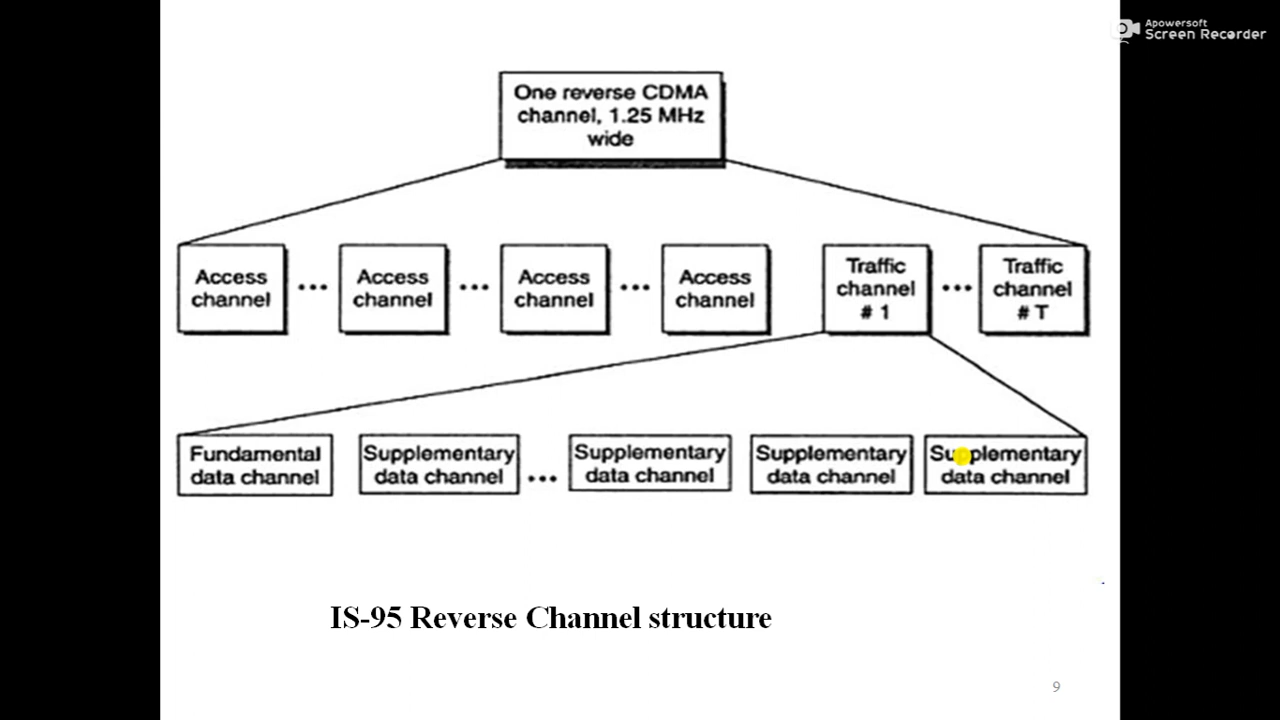 Apowersoft
Screen Recorder
One reverse CDMA
channel, 1.25 MHz
wide
Access
channel
...
Access
channel
...
Access
channel
...
Access
channel
Traffic
channel
# 1
...
Traffic
channel
# T
Fundamental
data channel
Supplementary
data channel
...
Supplementary
data channel
Supplementary
data channel
Supplementary
data channel
IS-95 Reverse Channel structure
9